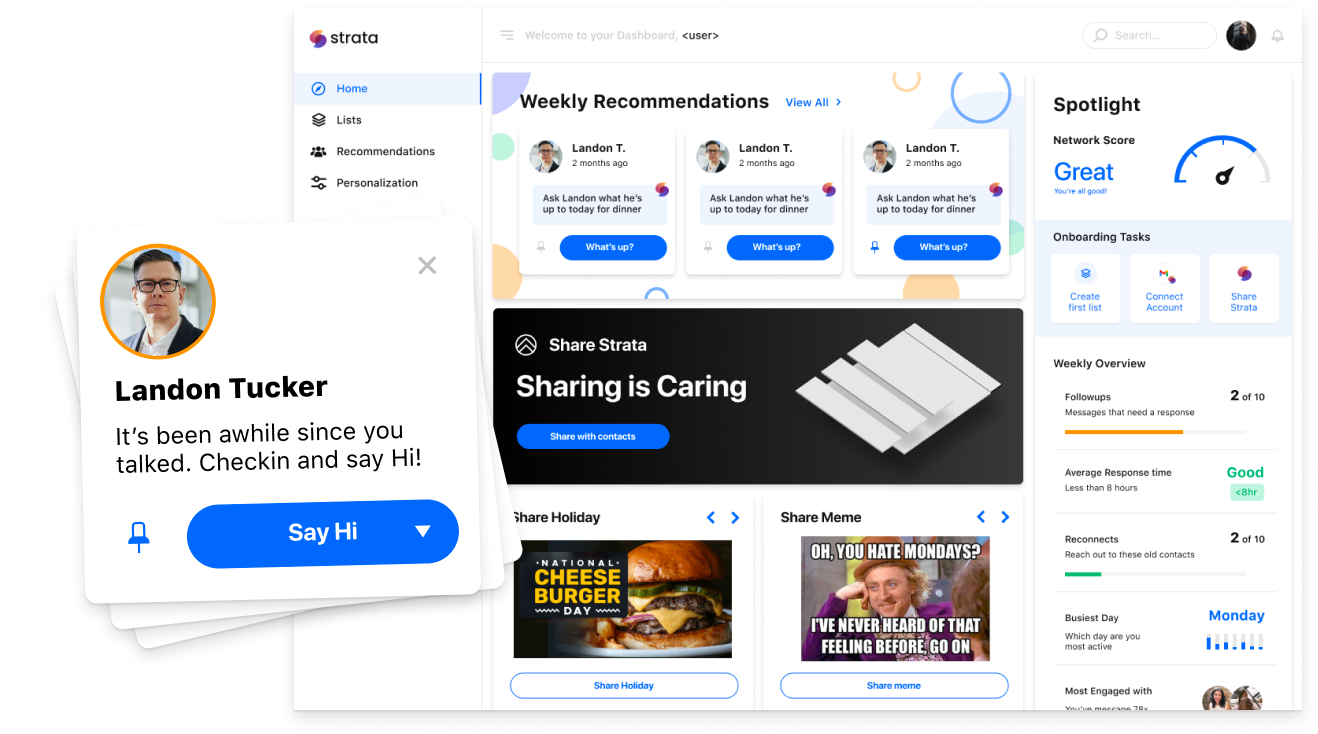 strata
Welcome to your Dashboard, <user>
Search...
Home
Lists
Recommendations
Personalization
Weekly Recommendations
View All
Landon T.
2 months ago
Ask Landon what he's
up to today for dinner
What's up?
Landon T.
2 months ago
Ask Landon what he's
up to today for dinner
What's up?
Landon T.
2 months ago
Ask Landon what he's
up to today for dinner
What's up?
Share Strata
Sharing is Caring
Share with contacts
Share Holiday
NATIONAL
CHEESE
BURGER
DAY
Share Holiday
Share Meme
OH, YOU HATE MONDAYS?
I'VE NEVER HEARD OF THAT
FEELING BEFORE, GO ON
Share meme
Spotlight
Network Score
Great
You're all good!
Onboarding Tasks
Create
first list
Connect
Account
Share
Strata
Weekly Overview
Followups
2 of 10
Messages that need a response
Average Response time
Good
Less than 8 hours
<8hr
Reconnects
2 of 10
Reach out to these old contacts
Busiest Day
Monday
Which day are you
most active
Most Engaged with
You've message 78x
Landon Tucker
It's been awhile since you
talked. Checkin and say Hi!
Say Hi